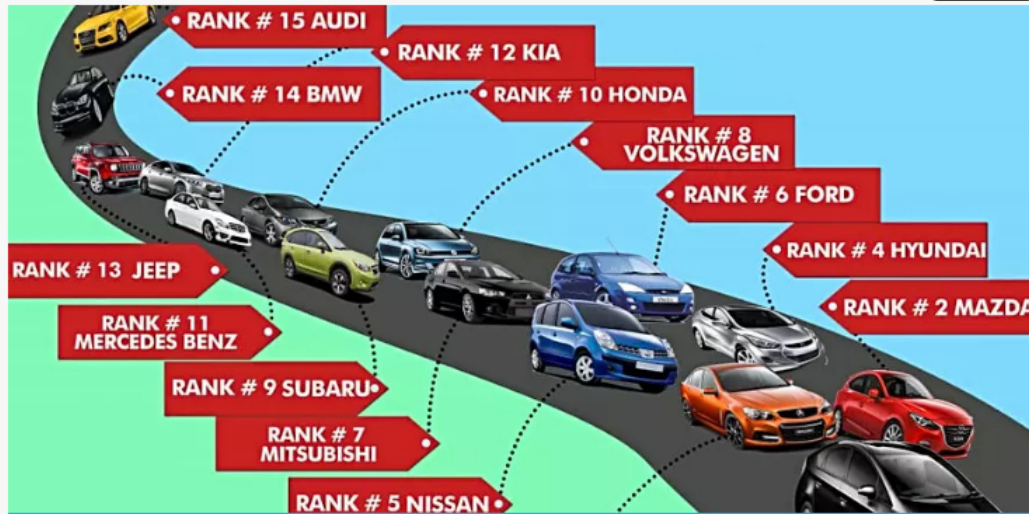 RANK # 15 AUDI
RANK # 12 KIA
RANK # 14 BMW
RANK # 10 HONDA
RANK # 8
VOLKSWAGEN
RANK # 6 FORD
RANK # 4 HYUNDAI
RANK # 13 JEEP
RANK # 2 MAZDA
RANK # 11
MERCEDES BENZ
RANK # 9 SUBARU
RANK # 7
MITSUBISHI
RANK # 5 NISSAN